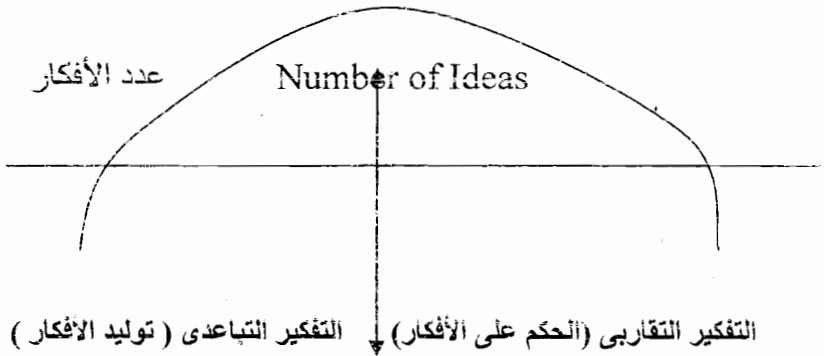 عدد الأفكار
Number of Ideas
التفكير التقاربى (الحكم على الأفكار)
التفكير التباعدى ( توليد الأفكار )